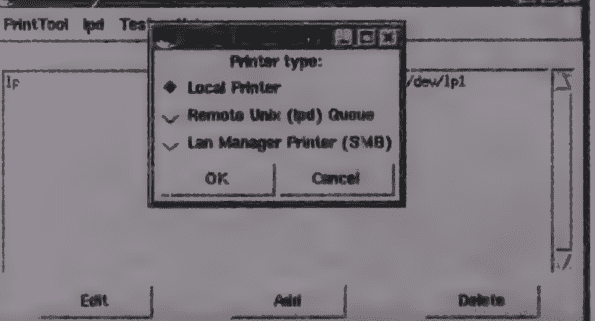 PrintTool lpd
Printer type:
lp /dev/lp1
Local Printer
Remote Unix (lpd) Queue
Lan Manager Printer (SMB)
OK Cancel
Edit Add Delete